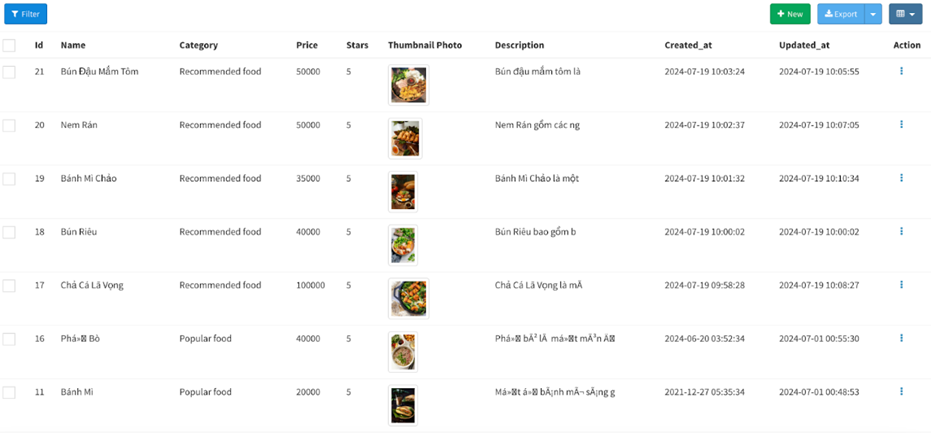 Filter
New Export
Id Name Category Price Stars Thumbnail Photo Description Created_at Updated_at Action
21 Bún Đậu Mắm Tôm Recommended food 50000 5 Bún đậu mắm tôm là 2024-07-19 10:03:24 2024-07-19 10:05:55
20 Nem Rán Recommended food 50000 5 Nem Rán gồm các ng 2024-07-19 10:02:37 2024-07-19 10:07:05
19 Bánh Mì Chảo Recommended food 35000 5 Bánh Mì Chảo là một 2024-07-19 10:01:32 2024-07-19 10:10:34
18 Bún Riêu Recommended food 40000 5 Bún Riêu bao gồm b 2024-07-19 10:00:02 2024-07-19 10:00:02
17 Chả Cá Lã Vọng Recommended food 100000 5 Chả Cá Lã Vọng là mÃ 2024-07-19 09:58:28 2024-07-19 10:08:27
16 Phá»� Bò Popular food 40000 5 Phá»� bÃ² lÃ má»�t mÃ³n Ä� 2024-06-20 03:52:34 2024-07-01 00:55:30
11 Bánh Mì Popular food 20000 5 Má»�t á»� bÃ¡nh mÃ¬ sÃ¡ng g 2021-12-27 05:35:34 2024-07-01 00:48:53